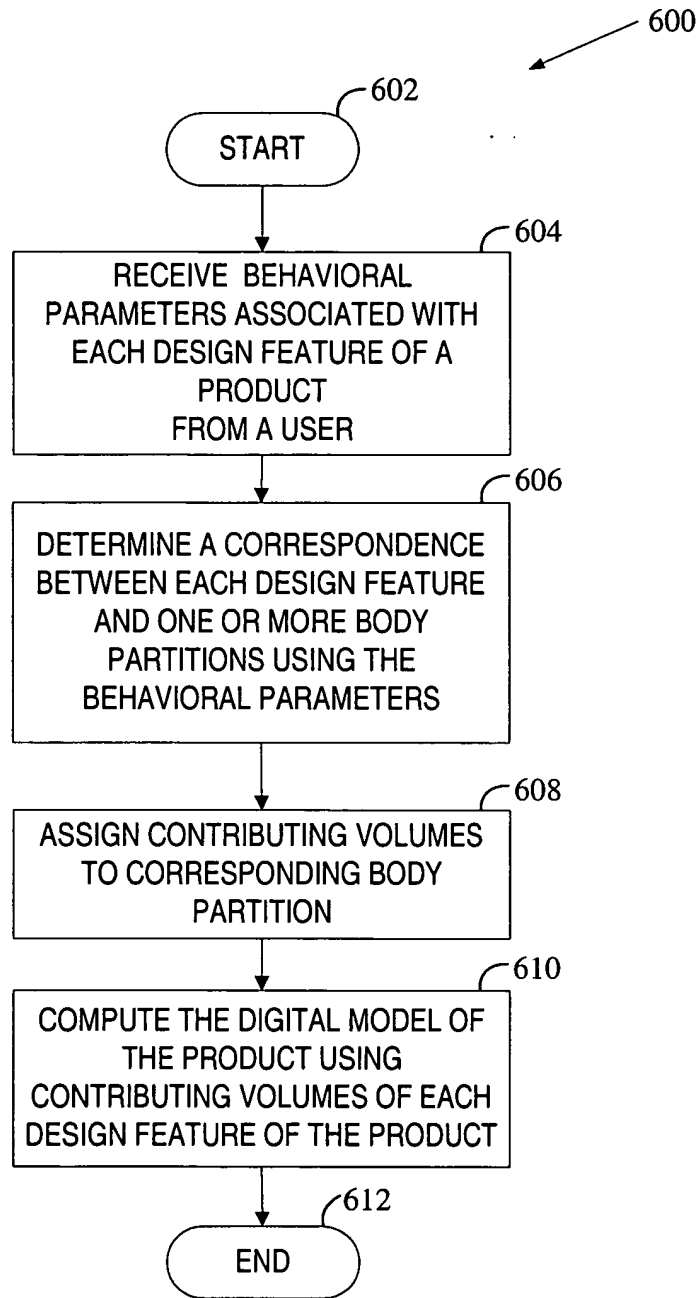 600
602
START
604
RECEIVE BEHAVIORAL
PARAMETERS ASSOCIATED WITH
EACH DESIGN FEATURE OF A
PRODUCT
FROM A USER
606
DETERMINE A CORRESPONDENCE
BETWEEN EACH DESIGN FEATURE
AND ONE OR MORE BODY
PARTITIONS USING THE
BEHAVIORAL PARAMETERS
608
ASSIGN CONTRIBUTING VOLUMES
TO CORRESPONDING BODY
PARTITION
610
COMPUTE THE DIGITAL MODEL OF
THE PRODUCT USING
CONTRIBUTING VOLUMES OF EACH
DESIGN FEATURE OF THE PRODUCT
612
END